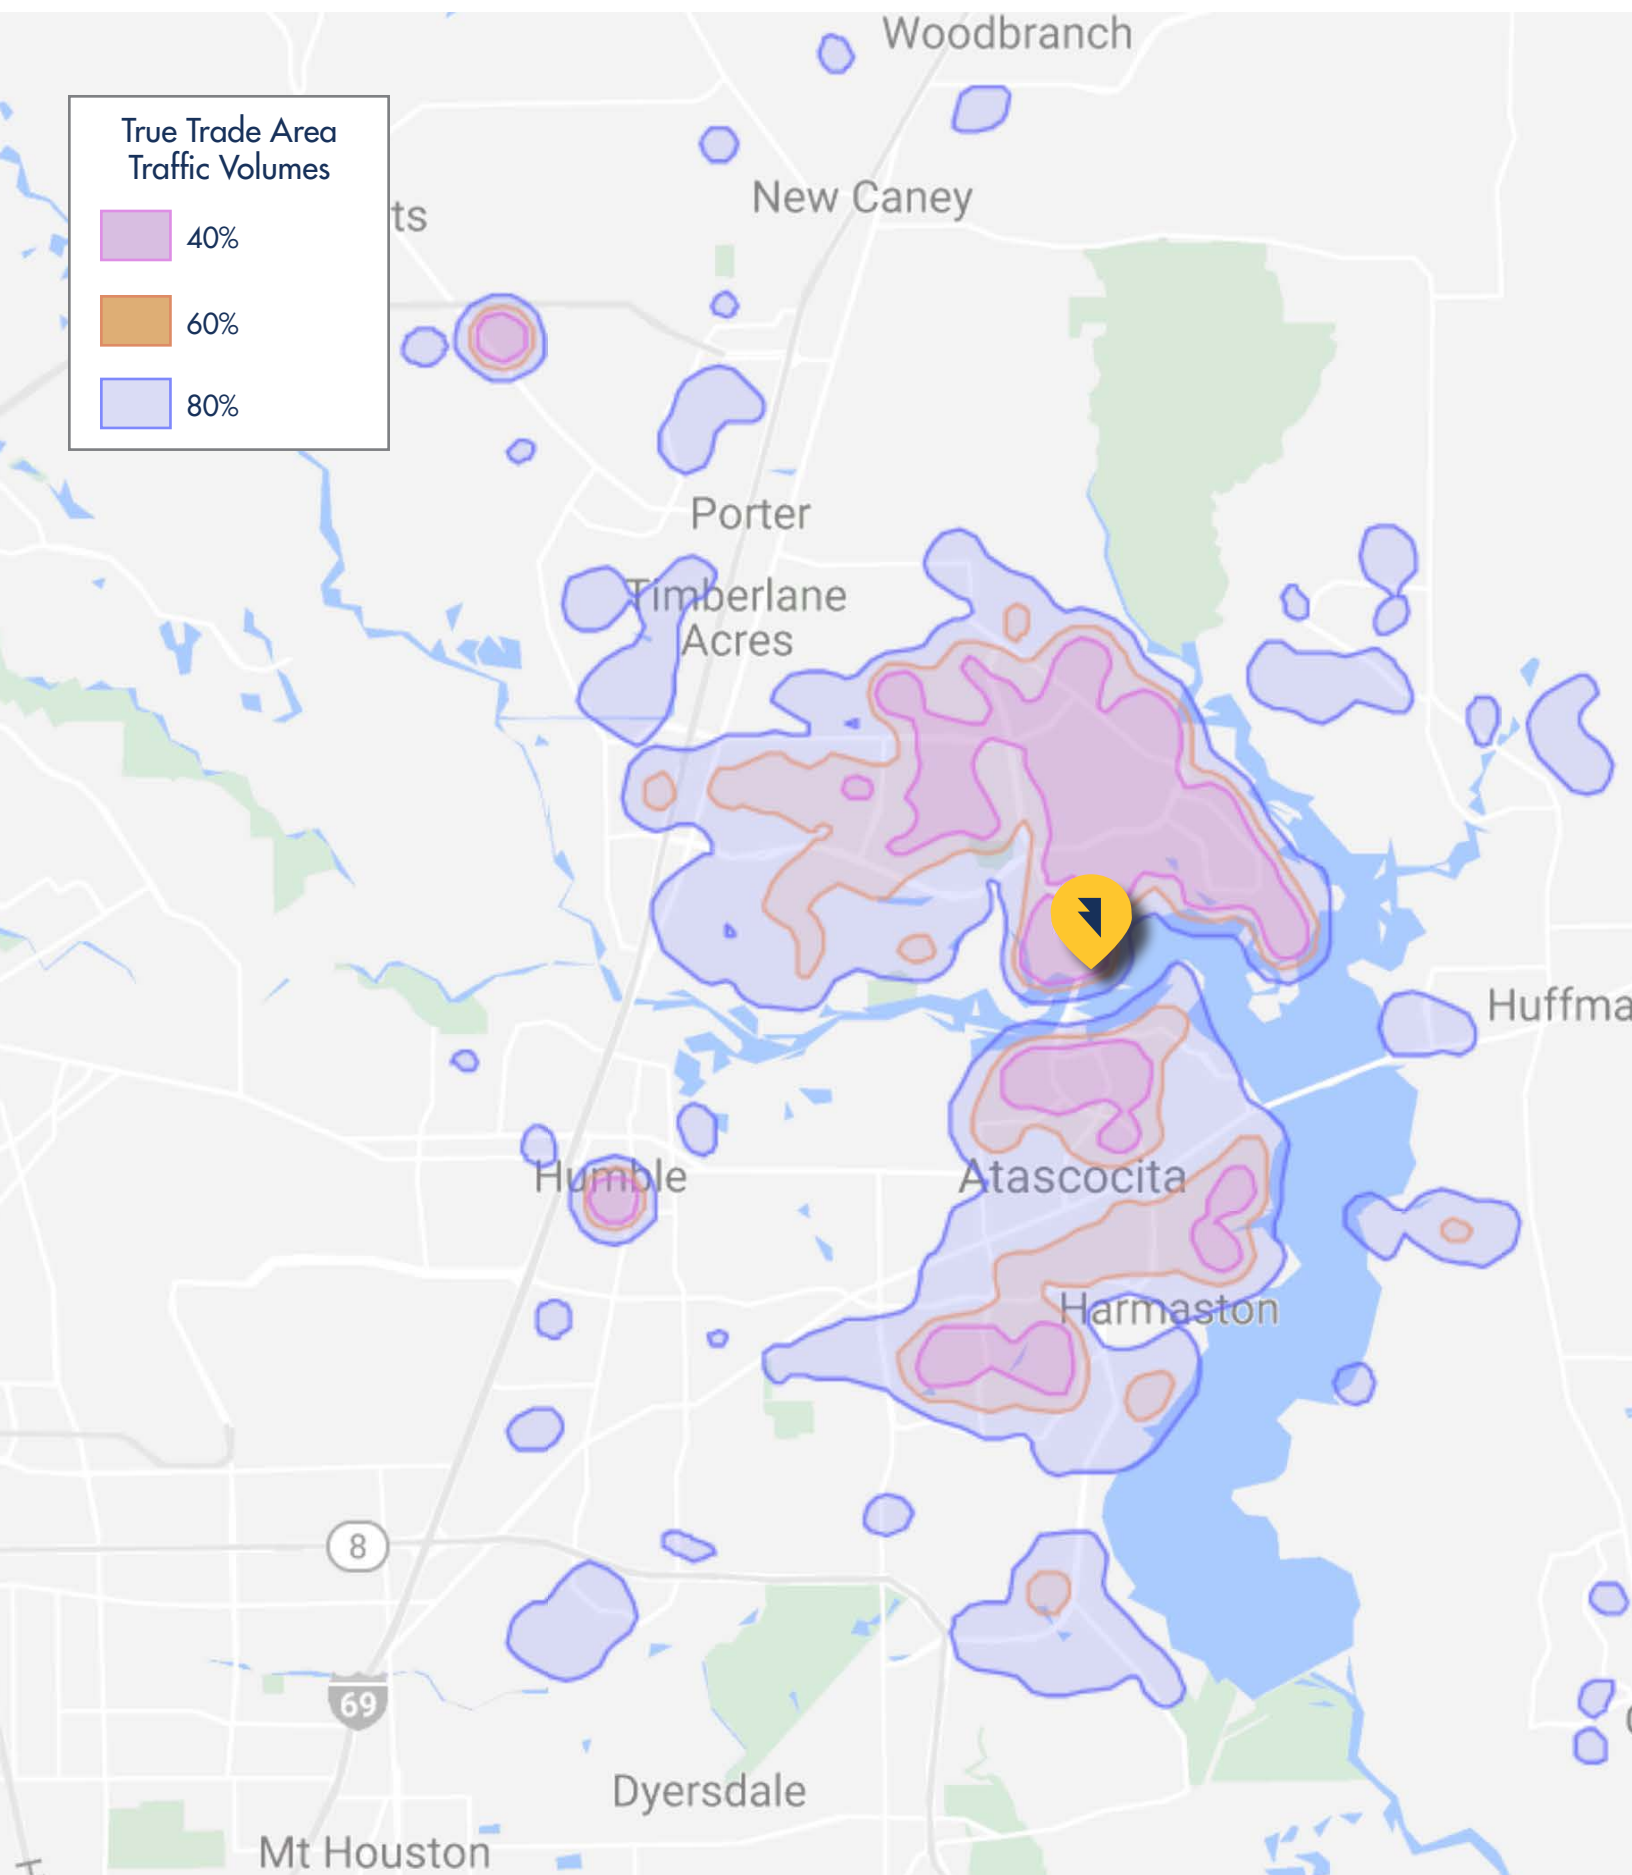 Woodbranch
True Trade Area
Traffic Volumes
40%
60%
80%
ts
New Caney
Porter
Timberlane
Acres
Huffma
Humble
Atascocita
Harmaston
8
69
Dyersdale
Mt Houston